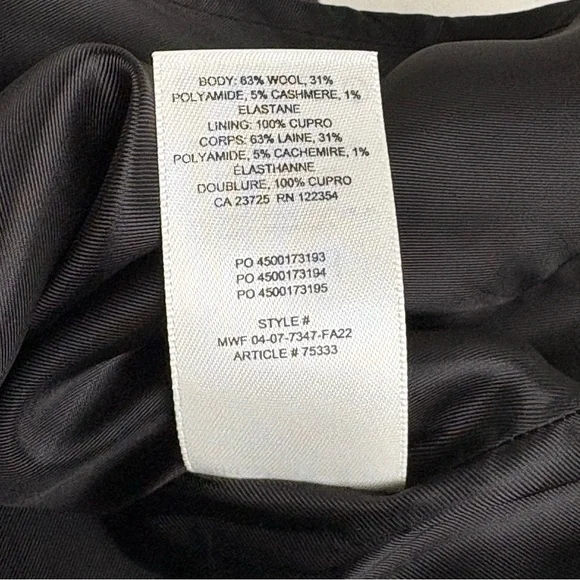 BODY: 63% WOOL, 31%
POLYAMIDE, 5% CASHMERE, 1%
ELASTANE
LINING: 100% CUPRO
CORPS: 63% LAINE, 31%
POLYAMIDE, 5% CACHEMIRE, 1%
ÉLASTHANNE
DOUBLURE, 100% CUPRO
CA 23725 RN 122354
PO 4500173193
PO 4500173194
PO 4500173195
STYLE #
MWF 04-07-7347-FA22
ARTICLE # 75333